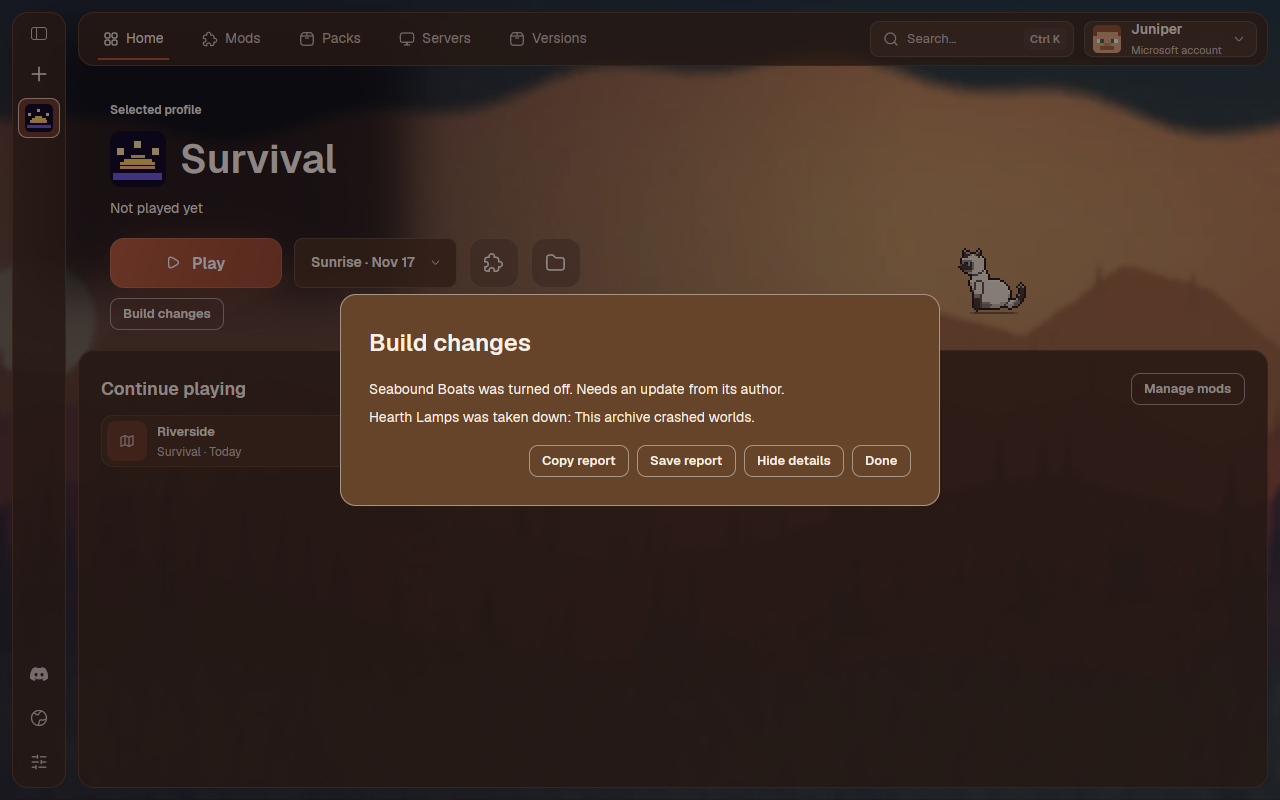 Home
Mods
Packs
Servers
Versions
Search...
Ctrl K
Juniper
Microsoft account
Selected profile
Survival
Not played yet
Play
Sunrise · Nov 17
Build changes
Build changes
Seabound Boats was turned off. Needs an update from its author.
Hearth Lamps was taken down: This archive crashed worlds.
Copy report
Save report
Hide details
Done
Continue playing
Manage mods
Riverside
Survival · Today